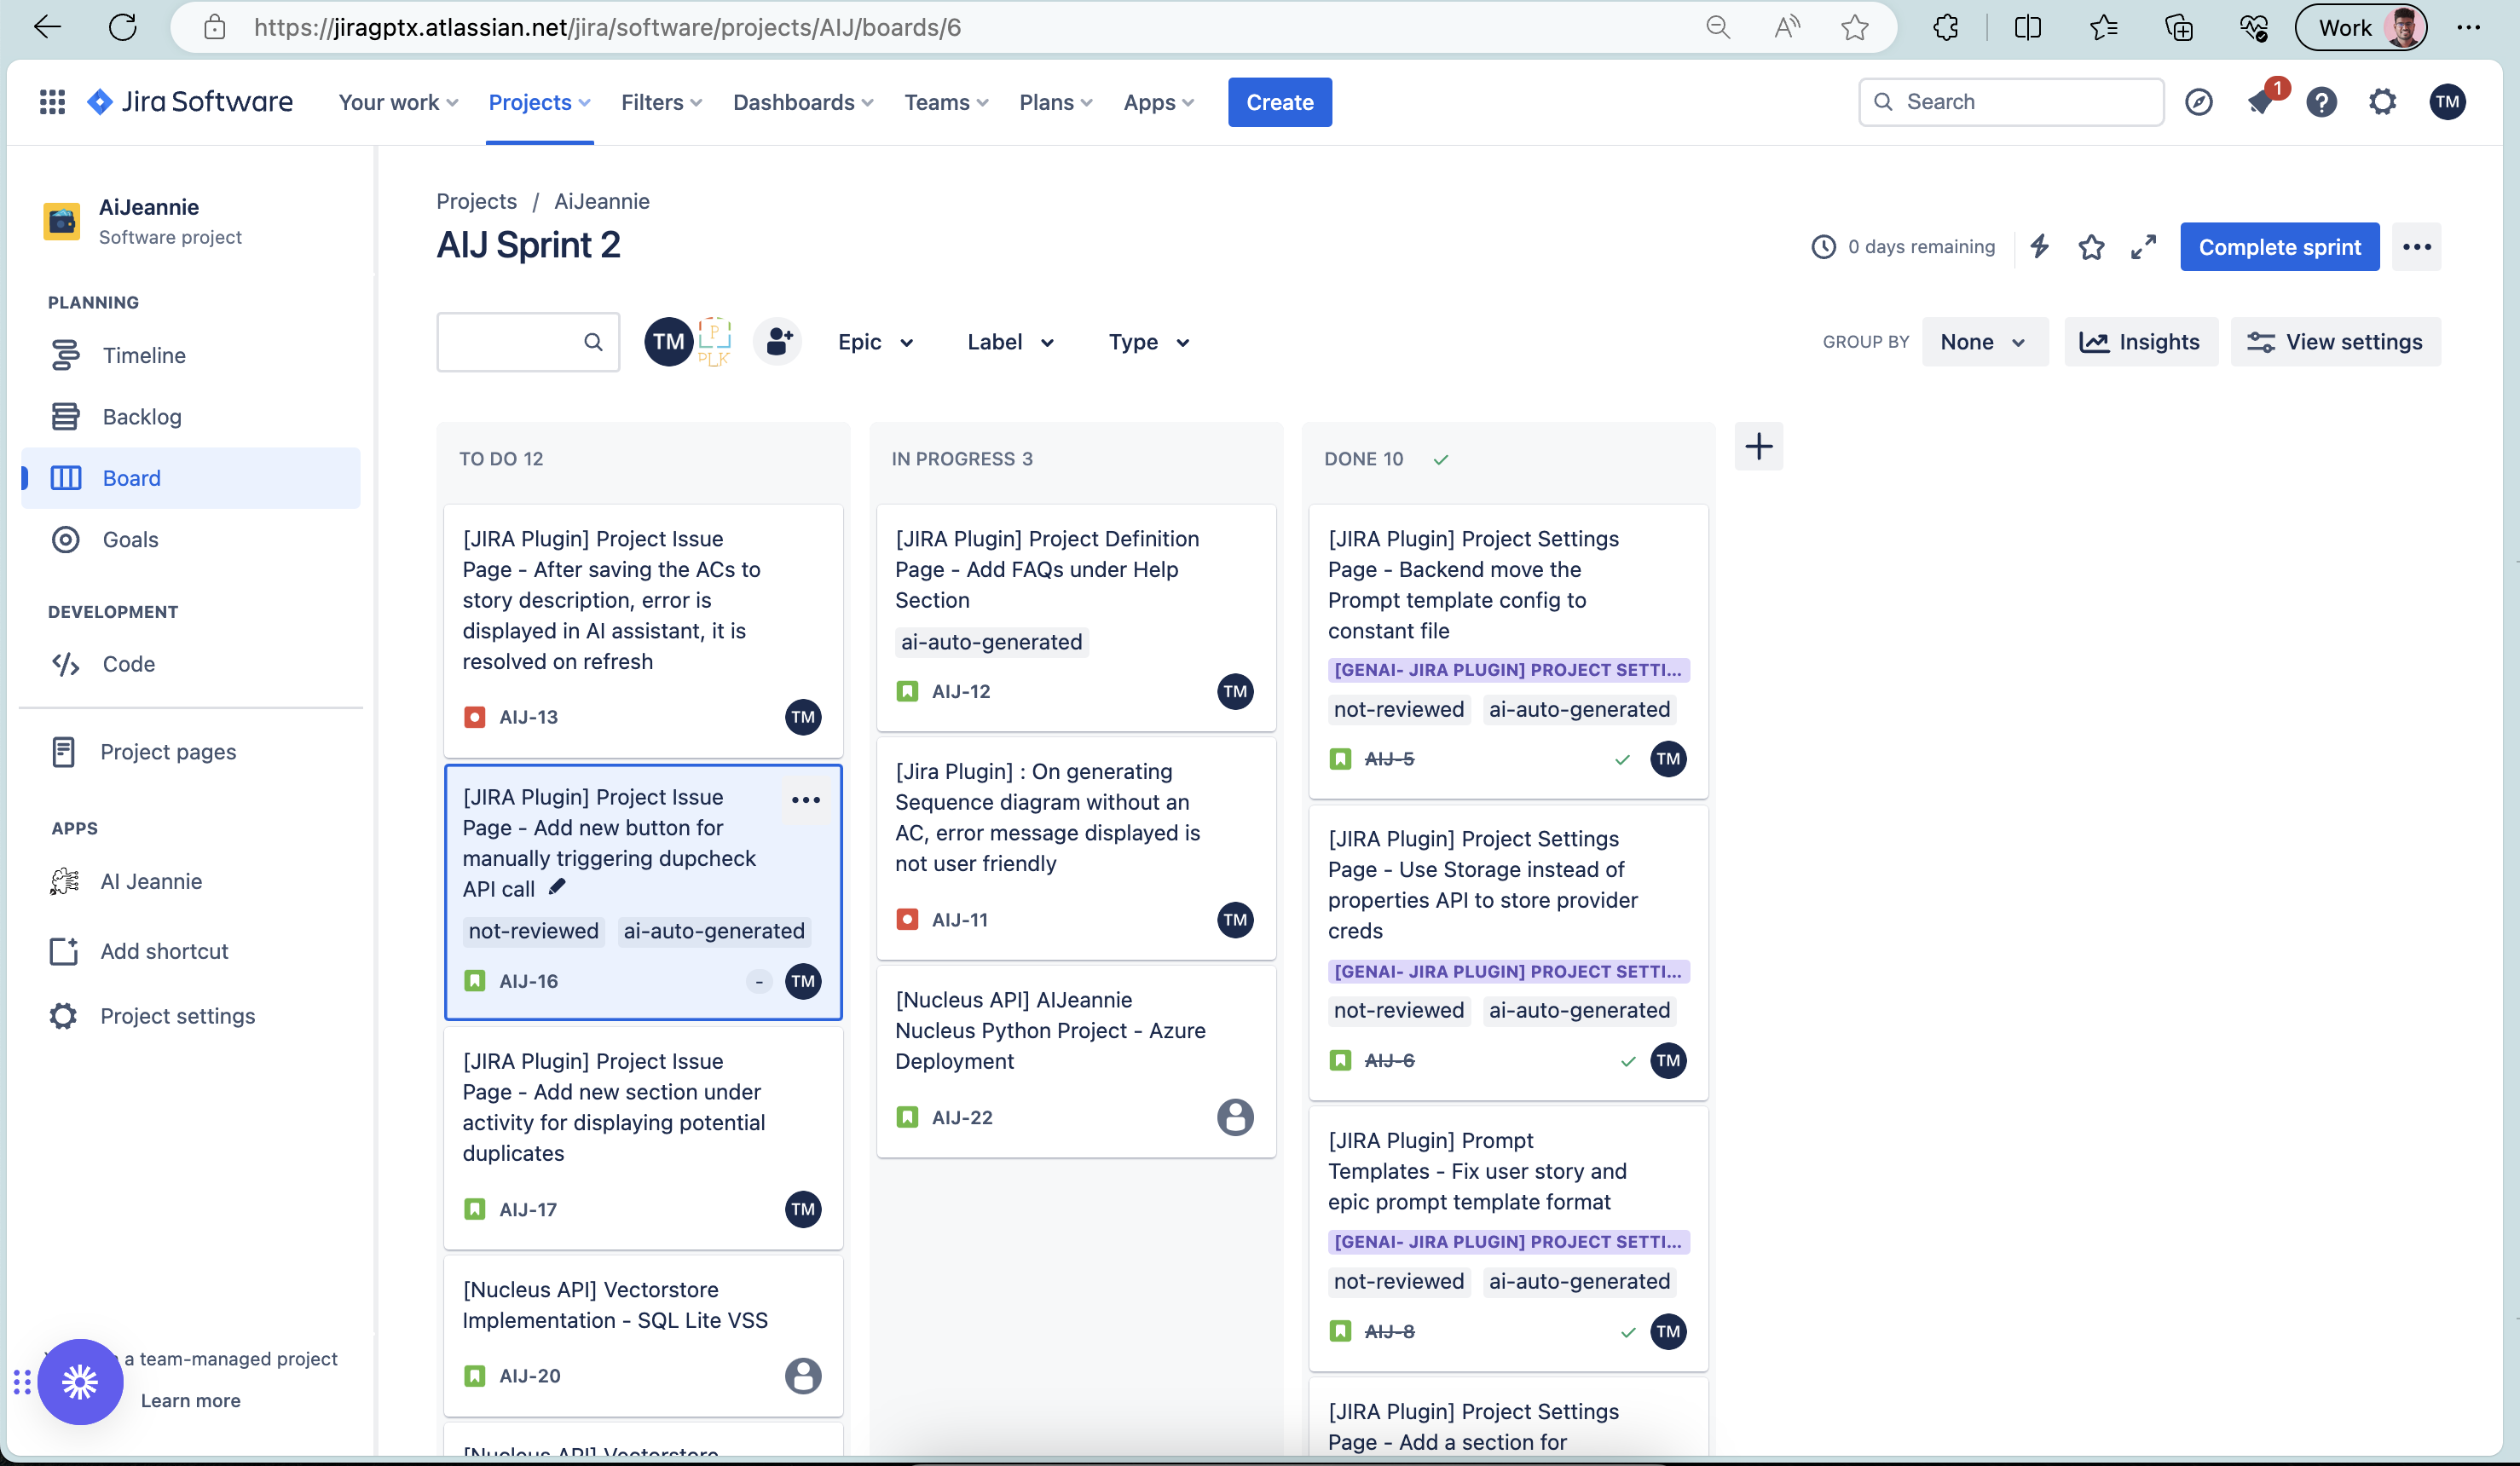 https://jiragptx.atlassian.net/jira/software/projects/AIJ/boards/6
Work
Jira Software
Your work
Projects
Filters
Dashboards
Teams
Plans
Apps
Create
Search
1
TM
AiJeannie
Software project
PLANNING
Timeline
Backlog
Board
Goals
DEVELOPMENT
Code
Project pages
APPS
AI Jeannie
Add shortcut
Project settings
a team-managed project
Learn more
Projects / AiJeannie
AIJ Sprint 2
0 days remaining
Complete sprint
TM
P
PLK
Epic
Label
Type
GROUP BY
None
Insights
View settings
TO DO 12
[JIRA Plugin] Project Issue
Page - After saving the ACs to
story description, error is
displayed in AI assistant, it is
resolved on refresh
AIJ-13
TM
[JIRA Plugin] Project Issue
Page - Add new button for
manually triggering dupcheck
API call
not-reviewed ai-auto-generated
AIJ-16
-
TM
[JIRA Plugin] Project Issue
Page - Add new section under
activity for displaying potential
duplicates
AIJ-17
TM
[Nucleus API] Vectorstore
Implementation - SQL Lite VSS
AIJ-20
[Nucleus API] Vectorstore
IN PROGRESS 3
[JIRA Plugin] Project Definition
Page - Add FAQs under Help
Section
ai-auto-generated
AIJ-12
TM
[Jira Plugin] : On generating
Sequence diagram without an
AC, error message displayed is
not user friendly
AIJ-11
TM
[Nucleus API] AIJeannie
Nucleus Python Project - Azure
Deployment
AIJ-22
DONE 10
[JIRA Plugin] Project Settings
Page - Backend move the
Prompt template config to
constant file
[GENAI- JIRA PLUGIN] PROJECT SETTI...
not-reviewed ai-auto-generated
AIJ-5
TM
[JIRA Plugin] Project Settings
Page - Use Storage instead of
properties API to store provider
creds
[GENAI- JIRA PLUGIN] PROJECT SETTI...
not-reviewed ai-auto-generated
AIJ-6
TM
[JIRA Plugin] Prompt
Templates - Fix user story and
epic prompt template format
[GENAI- JIRA PLUGIN] PROJECT SETTI...
not-reviewed ai-auto-generated
AIJ-8
TM
[JIRA Plugin] Project Settings
Page - Add a section for